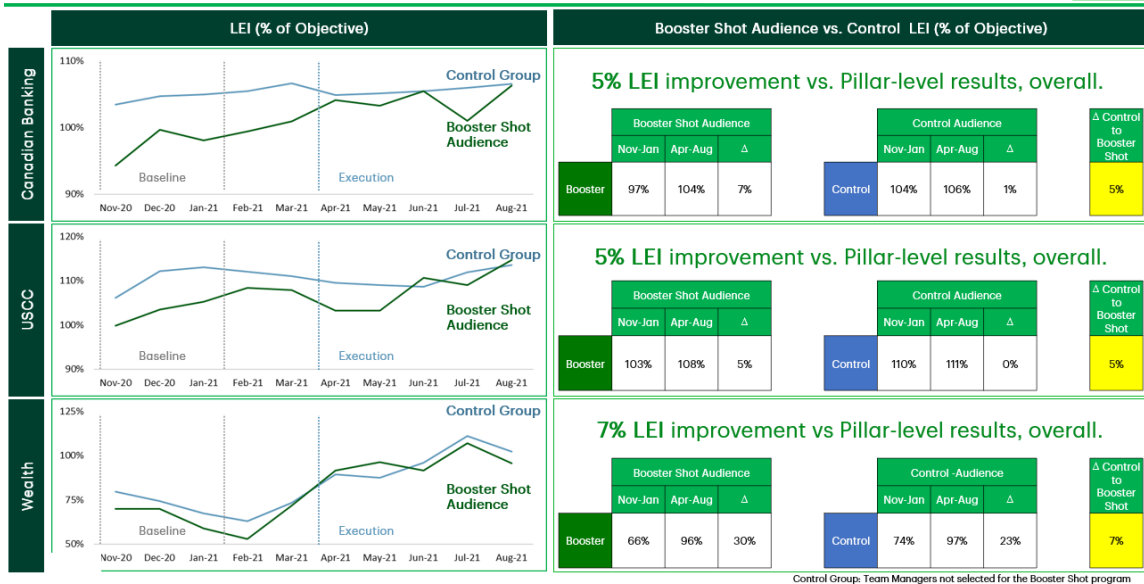 LEI (% of Objective)
Booster Shot Audience vs. Control LEI (% of Objective)
Canadian Banking
110%
100%
90%
Control Group
Booster Shot
Audience
Baseline
Execution
Nov-20 Dec-20 Jan-21 Feb-21 Mar-21 Apr-21 May-21 Jun-21 Jul-21 Aug-21
5% LEI improvement vs. Pillar-level results, overall.
Booster Shot Audience
Nov-Jan Apr-Aug Δ
Booster 97% 104% 7%
Control Audience
Nov-Jan Apr-Aug Δ
Control 104% 106% 1%
Δ Control
to
Booster
Shot
5%
USCC
120%
110%
100%
90%
Control Group
Booster Shot
Audience
Baseline
Execution
Nov-20 Dec-20 Jan-21 Feb-21 Mar-21 Apr-21 May-21 Jun-21 Jul-21 Aug-21
5% LEI improvement vs. Pillar-level results, overall.
Booster Shot Audience
Nov-Jan Apr-Aug Δ
Booster 103% 108% 5%
Control Audience
Nov-Jan Apr-Aug Δ
Control 110% 111% 0%
Δ Control
to
Booster
Shot
5%
Wealth
125%
100%
75%
50%
Control Group
Booster Shot
Audience
Baseline
Execution
Nov-20 Dec-20 Jan-21 Feb-21 Mar-21 Apr-21 May-21 Jun-21 Jul-21 Aug-21
7% LEI improvement vs Pillar-level results, overall.
Booster Shot Audience
Nov-Jan Apr-Aug Δ
Booster 66% 96% 30%
Control -Audience
Nov-Jan Apr-Aug Δ
Control 74% 97% 23%
Δ Control
to
Booster
Shot
7%
Control Group: Team Managers not selected for the Booster Shot program